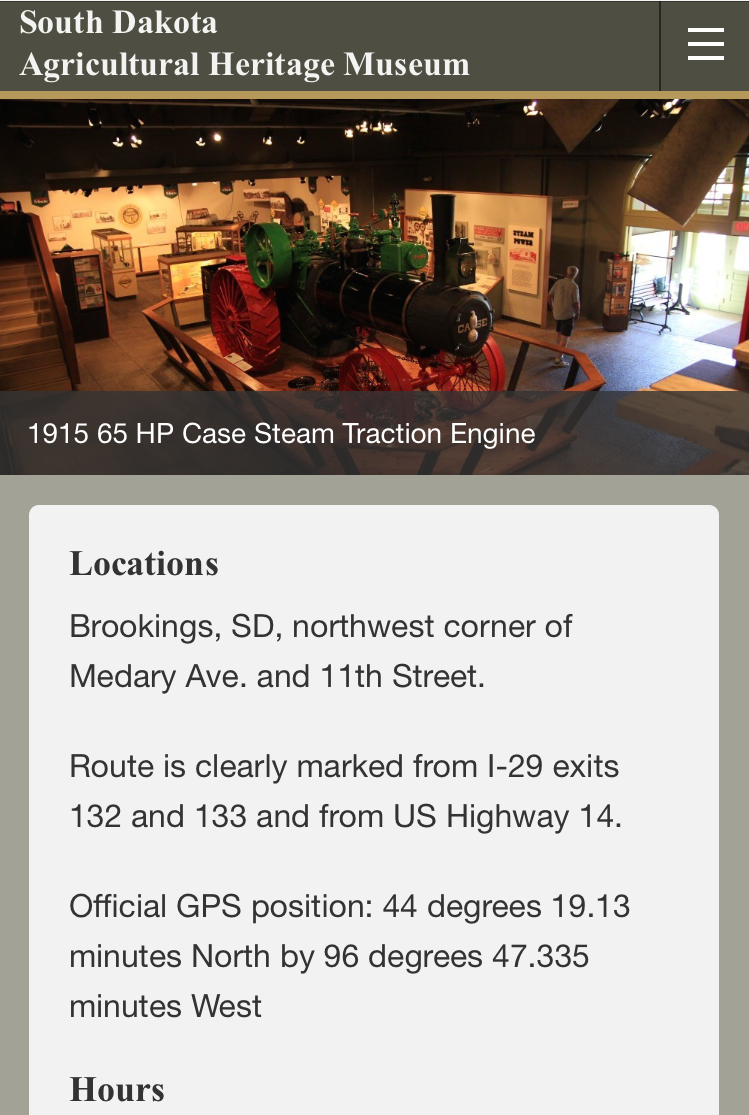 South Dakota
Agricultural Heritage Museum
STEAM
POWER
CASE
1915 65 HP Case Steam Traction Engine
Locations
Brookings, SD, northwest corner of
Medary Ave. and 11th Street.
Route is clearly marked from I-29 exits
132 and 133 and from US Highway 14.
Official GPS position: 44 degrees 19.13
minutes North by 96 degrees 47.335
minutes West
Hours